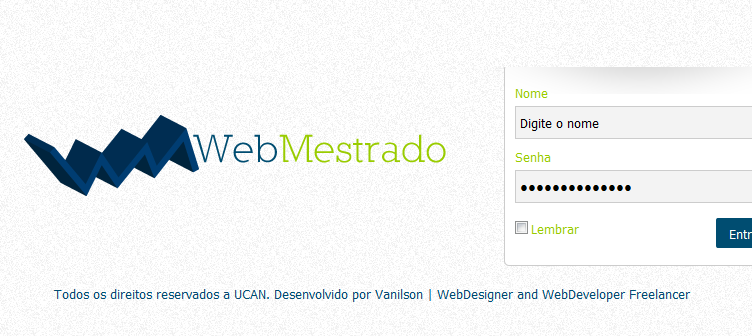 WebMestrado
Nome
Digite o nome
Senha
••••••••••••••
Lembrar
Entr
Todos os direitos reservados a UCAN. Desenvolvido por Vanilson | WebDesigner and WebDeveloper Freelancer